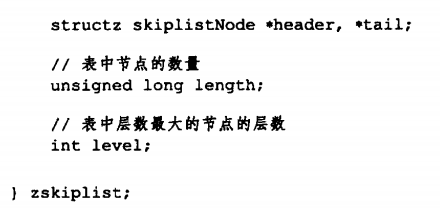 structz skiplistNode *header, *tail;
// 表中节点的数量
unsigned long length;
// 表中层数最大的节点的层数
int level;
} zskiplist;